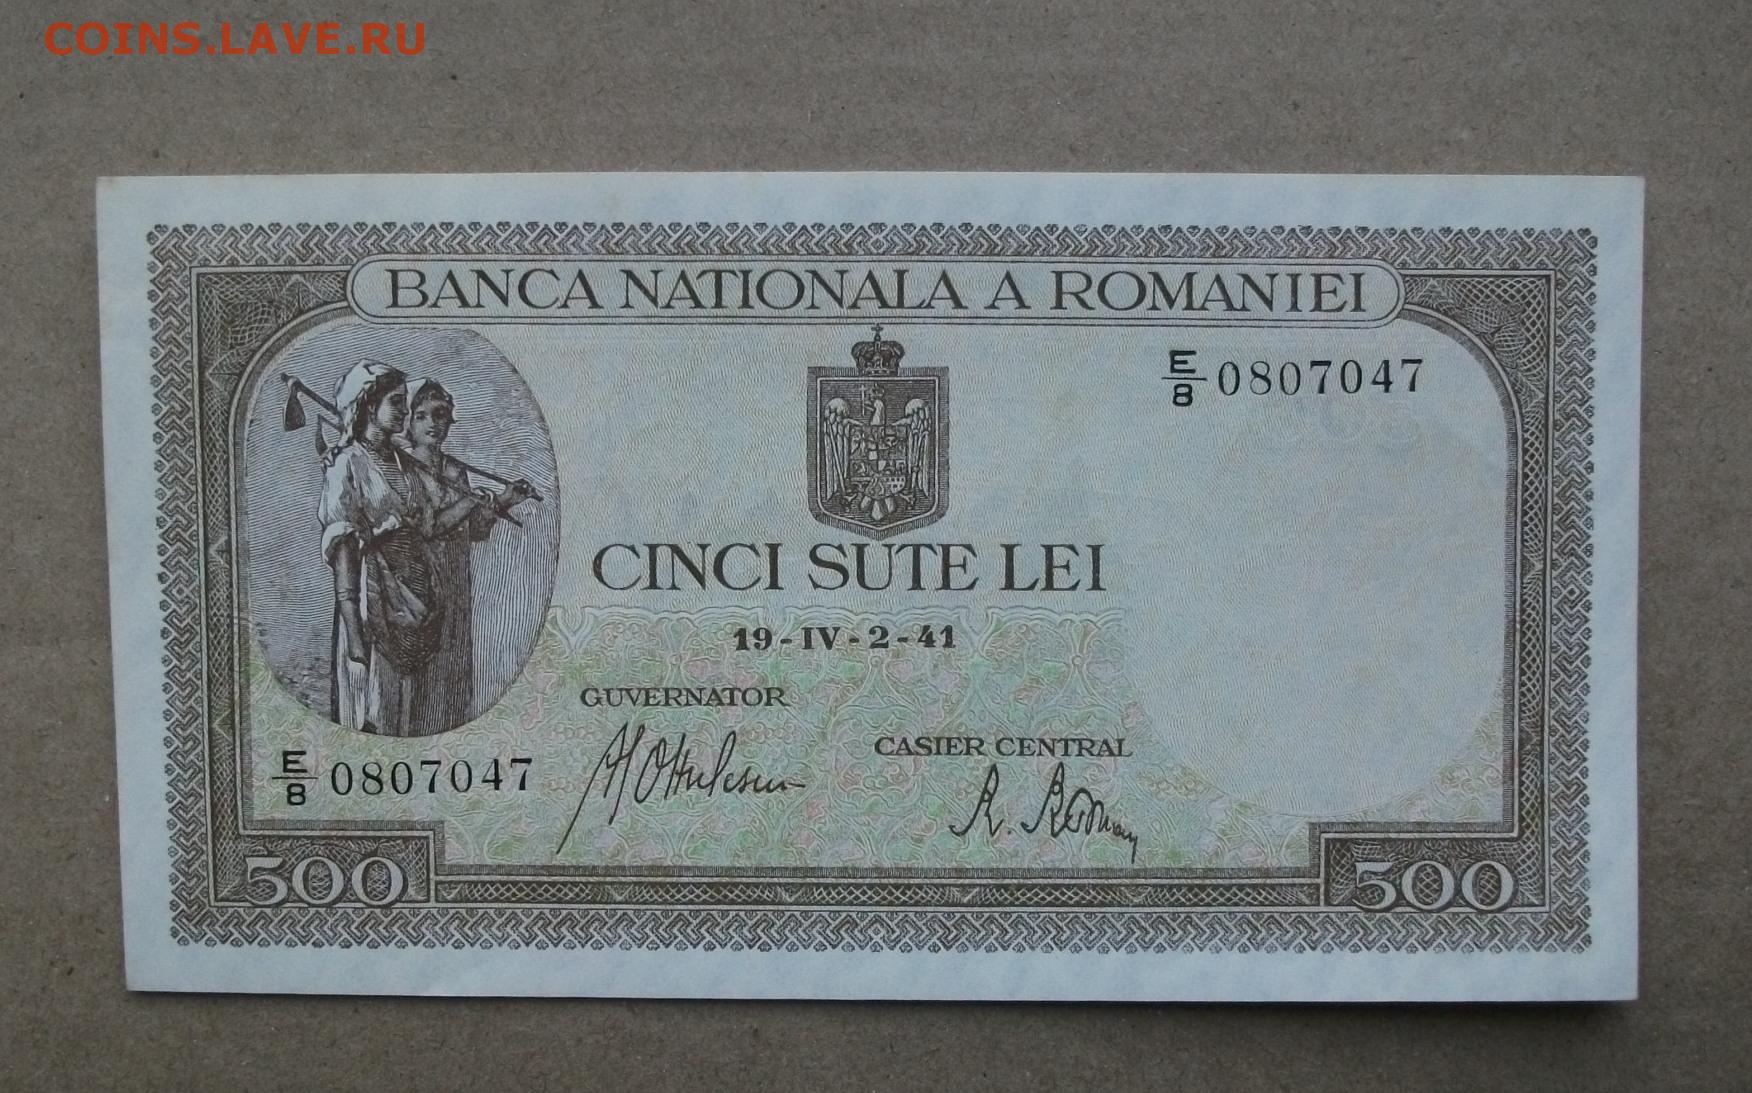 COINS.LAVE.RU
BANCA NATIONALA A ROMANIEI
E/8 0807047
CINCI SUTE LEI
19-IV-2-41
GUVERNATOR
CASIER CENTRAL
E/8 0807047
500
500